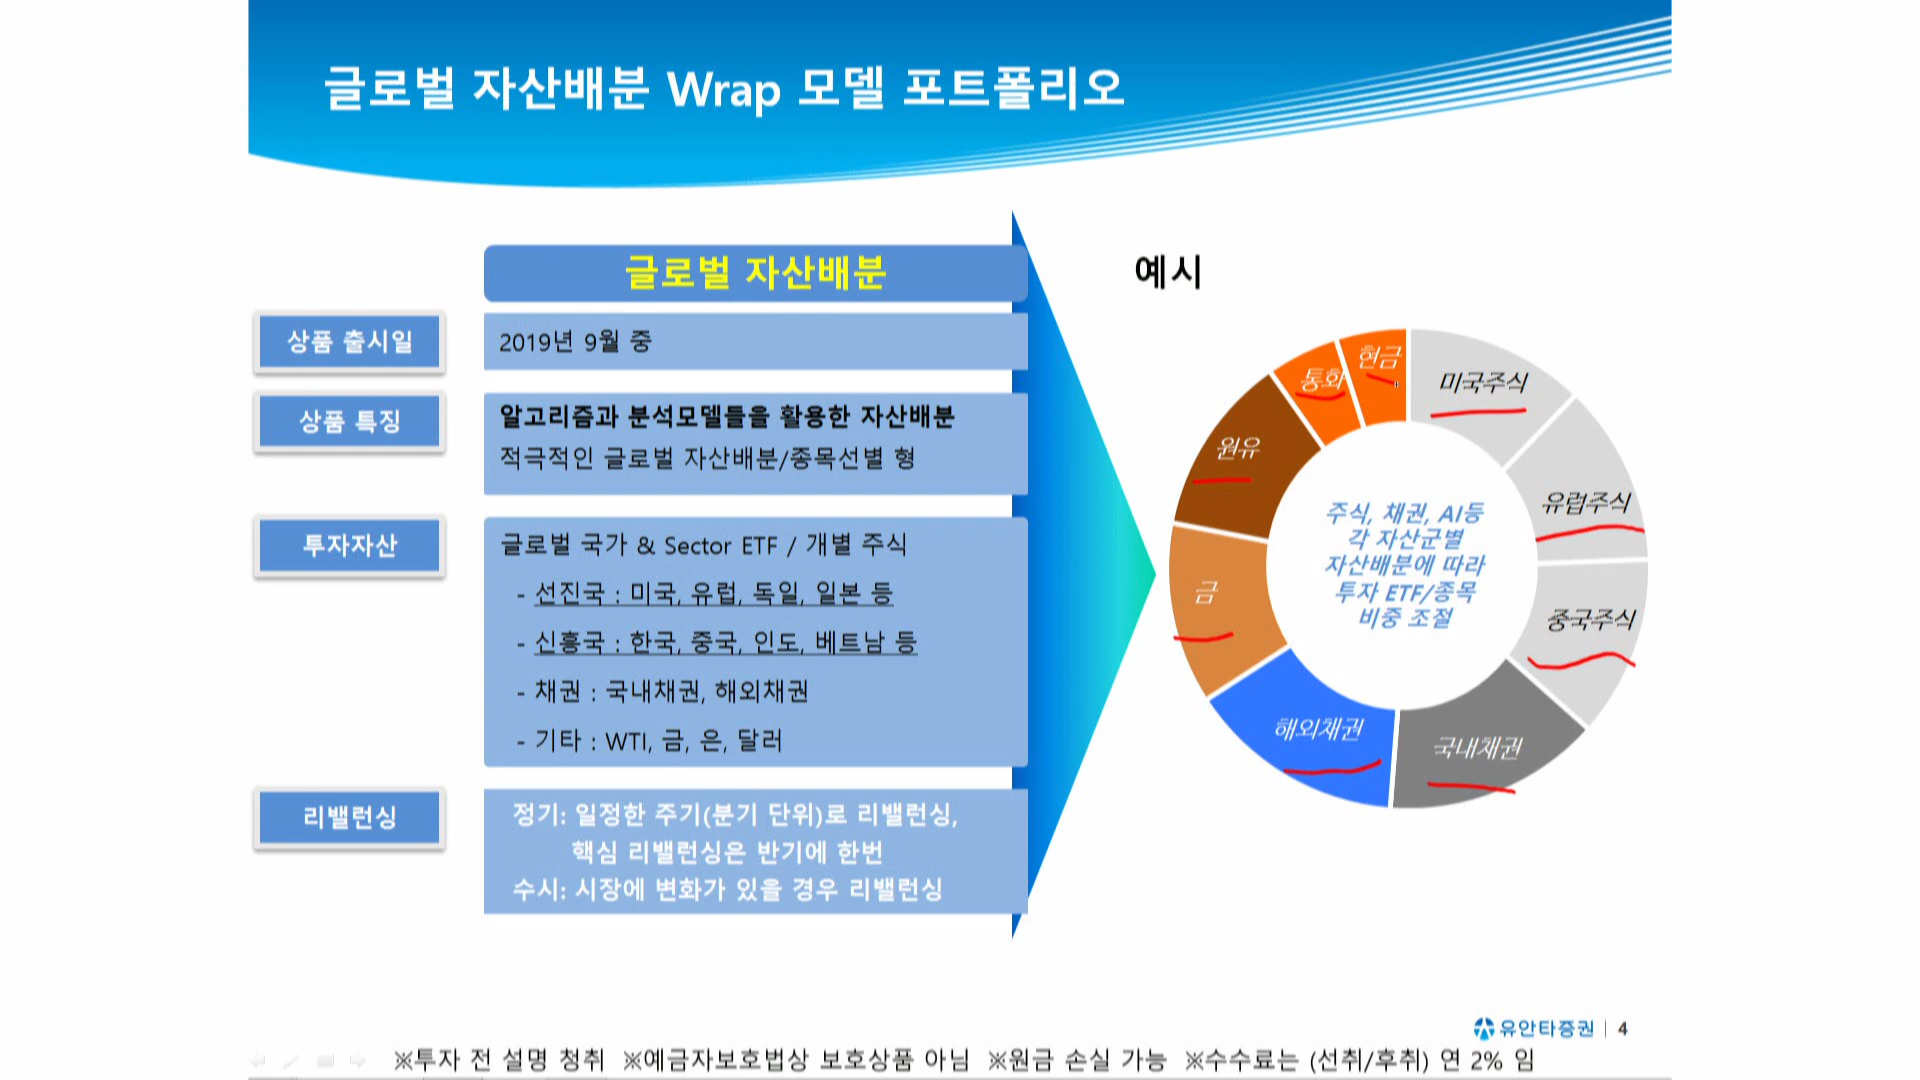 글로벌 자산배분 Wrap 모델 포트폴리오
글로벌 자산배분
예시
상품 출시일
2019년 9월 중
상품 특징
알고리즘과 분석모델들을 활용한 자산배분
적극적인 글로벌 자산배분/종목선별 형
투자자산
글로벌 국가 & Sector ETF / 개별 주식
- 선진국 : 미국, 유럽, 독일, 일본 등
- 신흥국 : 한국, 중국, 인도, 베트남 등
- 채권 : 국내채권, 해외채권
- 기타 : WTI, 금, 은, 달러
리밸런싱
정기: 일정한 주기(분기 단위)로 리밸런싱,
핵심 리밸런싱은 반기에 한번
수시: 시장에 변화가 있을 경우 리밸런싱
미국주식
유럽주식
중국주식
국내채권
해외채권
금
원유
통화
현금
주식, 채권, AI등
각 자산군별
자산배분에 따라
투자 ETF/종목
비중 조절
유안타증권 | 4
※투자 전 설명 청취 ※예금자보호법상 보호상품 아님 ※원금 손실 가능 ※수수료는 (선취/후취) 연 2% 임